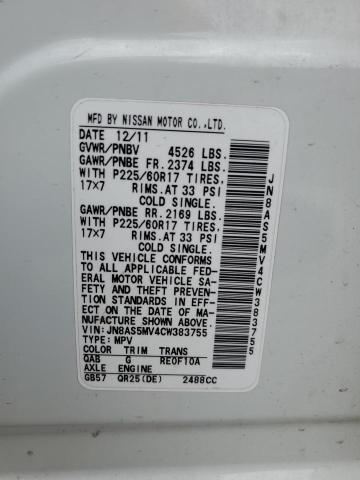 MFD BY NISSAN MOTOR CO.,LTD.
DATE 12/11
GVWR/PNBV 4526 LBS.
GAWR/PNBE FR. 2374 LBS.
WITH P225/60R17 TIRES,
17x7 RIMS.AT 33 PSI
COLD SINGLE.
GAWR/PNBE RR. 2169 LBS.
WITH P225/60R17 TIRES,
17x7 RIMS.AT 33 PSI
COLD SINGLE.
THIS VEHICLE CONFORMS
TO ALL APPLICABLE FED-
ERAL MOTOR VEHICLE SA-
FETY AND THEFT PREVEN-
TION STANDARDS IN EFF-
ECT ON THE DATE OF MA-
NUFACTURE SHOWN ABOVE.
VIN:JN8AS5MV4CW383755
TYPE: MPV
COLOR TRIM TRANS
QAB G RE0F10A
AXLE ENGINE
GB57 QR25(DE) 2488CC
JN8AS5MV4CW383755